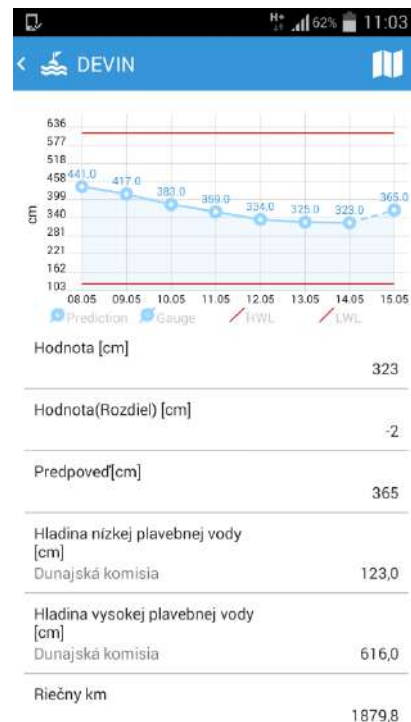 H+ 62% 11:03
DEVIN
636
577
518
458
399
340
281
221
162
103
cm
441.0 417.0 383.0 359.0 334.0 325.0 323.0 365.0
08.05 09.05 10.05 11.05 12.05 13.05 14.05 15.05
Prediction Gauge HWL LWL
Hodnota [cm]
323
Hodnota(Rozdiel) [cm]
-2
Predpoveď[cm]
365
Hladina nízkej plavebnej vody
[cm]
Dunajská komisia 123,0
Hladina vysokej plavebnej vody
[cm]
Dunajská komisia 616,0
Riečny km
1879,8